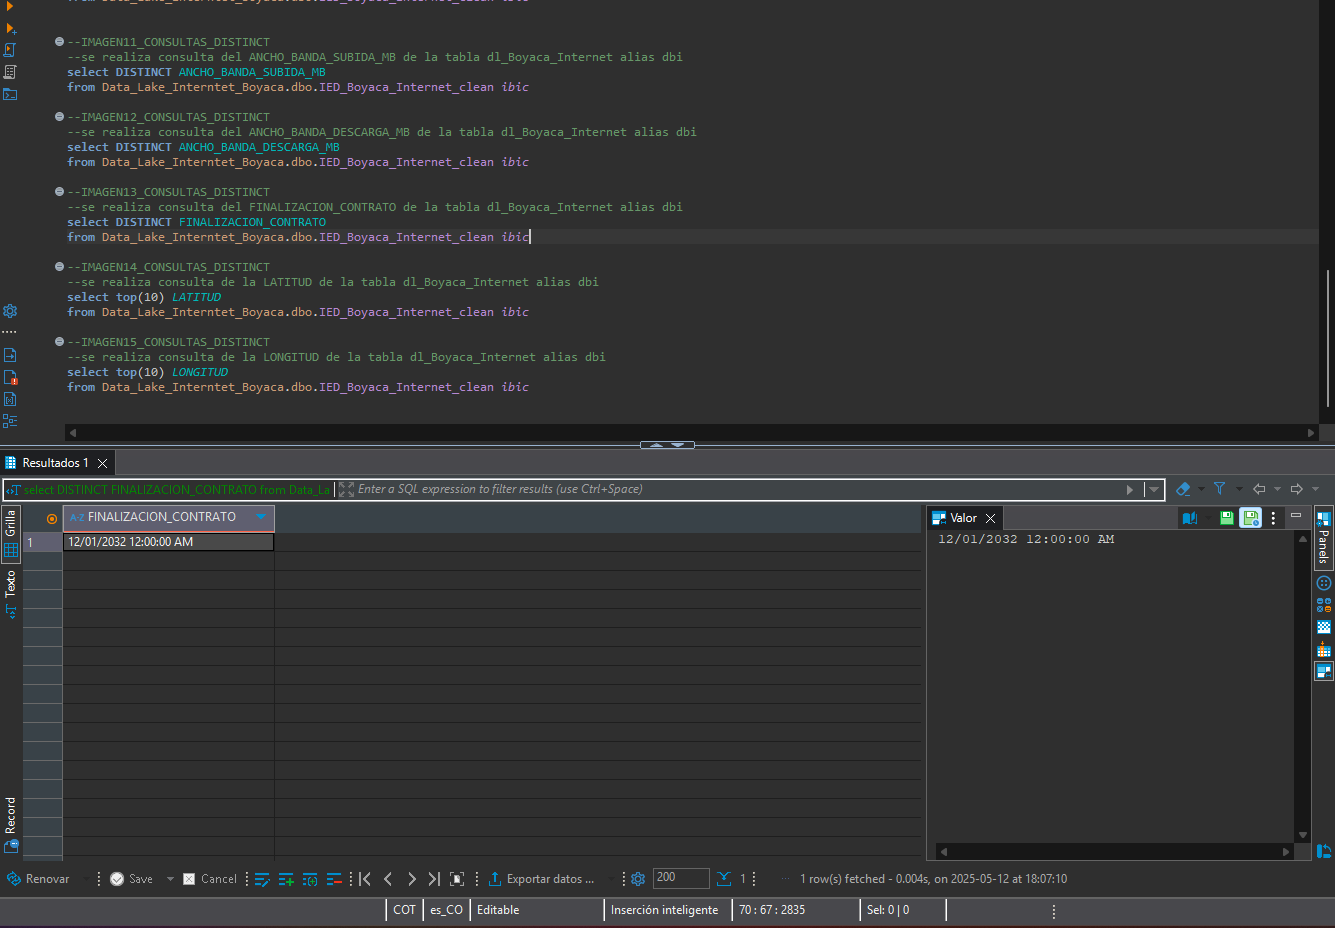 --IMAGEN11_CONSULTAS_DISTINCT
--se realiza consulta del ANCHO_BANDA_SUBIDA_MB de la tabla dl_Boyaca_Internet alias dbi
select DISTINCT ANCHO_BANDA_SUBIDA_MB
from Data_Lake_Interntet_Boyaca.dbo.IED_Boyaca_Internet_clean ibic
--IMAGEN12_CONSULTAS_DISTINCT
--se realiza consulta del ANCHO_BANDA_DESCARGA_MB de la tabla dl_Boyaca_Internet alias dbi
select DISTINCT ANCHO_BANDA_DESCARGA_MB
from Data_Lake_Interntet_Boyaca.dbo.IED_Boyaca_Internet_clean ibic
--IMAGEN13_CONSULTAS_DISTINCT
--se realiza consulta del FINALIZACION_CONTRATO de la tabla dl_Boyaca_Internet alias dbi
select DISTINCT FINALIZACION_CONTRATO
from Data_Lake_Interntet_Boyaca.dbo.IED_Boyaca_Internet_clean ibic
--IMAGEN14_CONSULTAS_DISTINCT
--se realiza consulta de la LATITUD de la tabla dl_Boyaca_Internet alias dbi
select top(10) LATITUD
from Data_Lake_Interntet_Boyaca.dbo.IED_Boyaca_Internet_clean ibic
--IMAGEN15_CONSULTAS_DISTINCT
--se realiza consulta de la LONGITUD de la tabla dl_Boyaca_Internet alias dbi
select top(10) LONGITUD
from Data_Lake_Interntet_Boyaca.dbo.IED_Boyaca_Internet_clean ibic
Resultados 1
select DISTINCT FINALIZACION_CONTRATO from Data_La
Enter a SQL expression to filter results (use Ctrl+Space)
Grilla
Texto
Record
A-Z FINALIZACION_CONTRATO
1 12/01/2032 12:00:00 AM
Valor
12/01/2032 12:00:00 AM
Panels
Renovar Save Cancel Exportar datos ... 200 1 1 row(s) fetched - 0.004s, on 2025-05-12 at 18:07:10
COT es_CO Editable Inserción inteligente 70 : 67 : 2835 Sel: 0 | 0